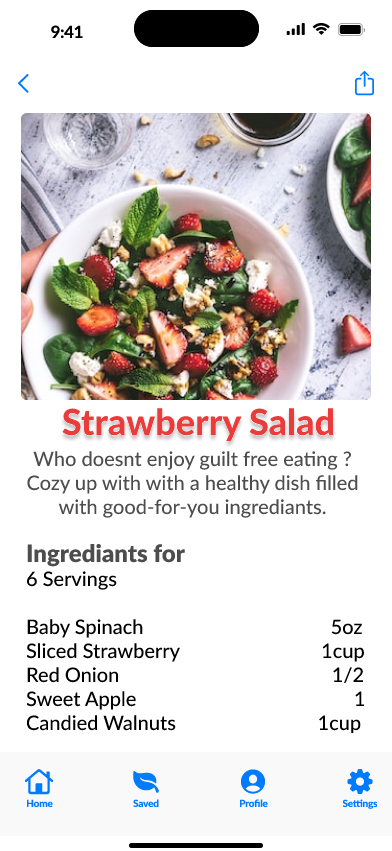 9:41
Strawberry Salad
Who doesnt enjoy guilt free eating ?
Cozy up with with a healthy dish filled
with good-for-you ingrediants.
Ingrediants for
6 Servings
Baby Spinach 5oz
Sliced Strawberry 1cup
Red Onion 1/2
Sweet Apple 1
Candied Walnuts 1cup
Home Saved Profile Settings